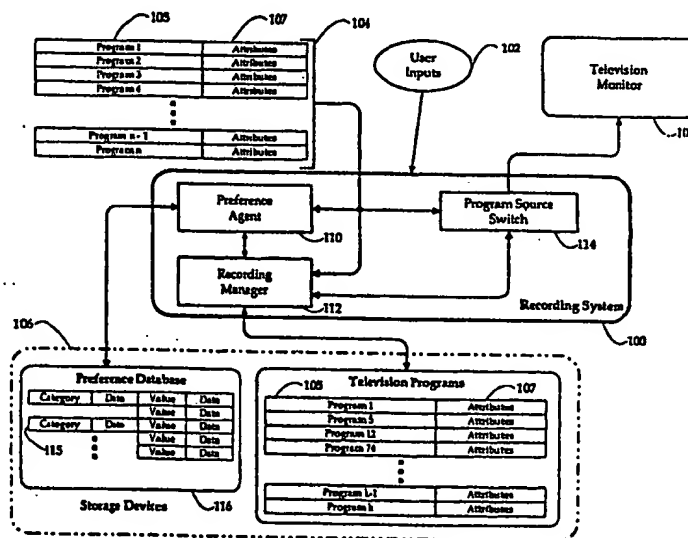 105 107 104
Program 1 Attributes
Program 2 Attributes
Program 3 Attributes
Program 4 Attributes
Program n - 1 Attributes
Program n Attributes
User
Inputs
102
Television
Monitor
10
Preference
Agent
110
Program Source
Switch
114
Recording
Manager
112
Recording System
100
106
Preference Database
Category Data Value Data
Value Data
Category Data Value Data
Value Data
Value Data
115
116
Storage Devices
Television Programs
105 107
Program 1 Attributes
Program 5 Attributes
Program 12 Attributes
Program 74 Attributes
Attributes
Program Attributes